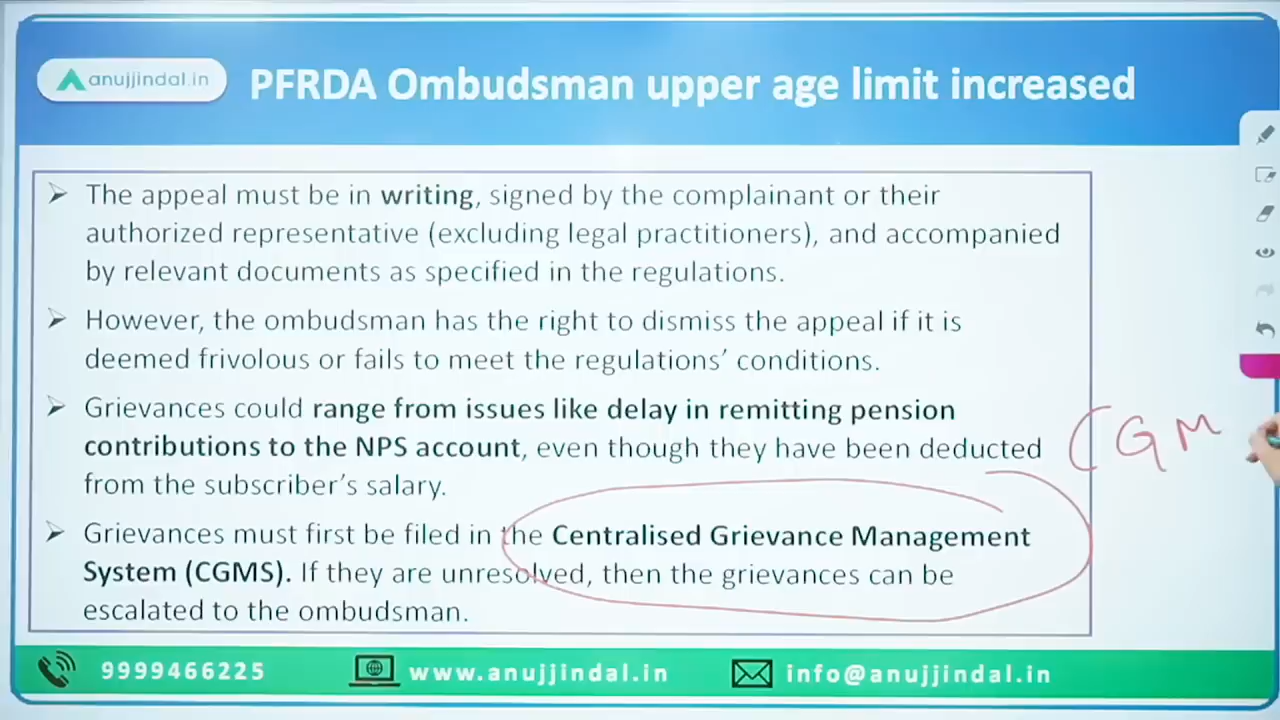 anujjindal.in
PFRDA Ombudsman upper age limit increased
The appeal must be in writing, signed by the complainant or their
authorized representative (excluding legal practitioners), and accompanied
by relevant documents as specified in the regulations.
However, the ombudsman has the right to dismiss the appeal if it is
deemed frivolous or fails to meet the regulations’ conditions.
Grievances could range from issues like delay in remitting pension
contributions to the NPS account, even though they have been deducted
from the subscriber’s salary.
CGM
Grievances must first be filed in the Centralised Grievance Management
System (CGMS). If they are unresolved, then the grievances can be
escalated to the ombudsman.
9999466225
www.anujjindal.in
info@anujjindal.in